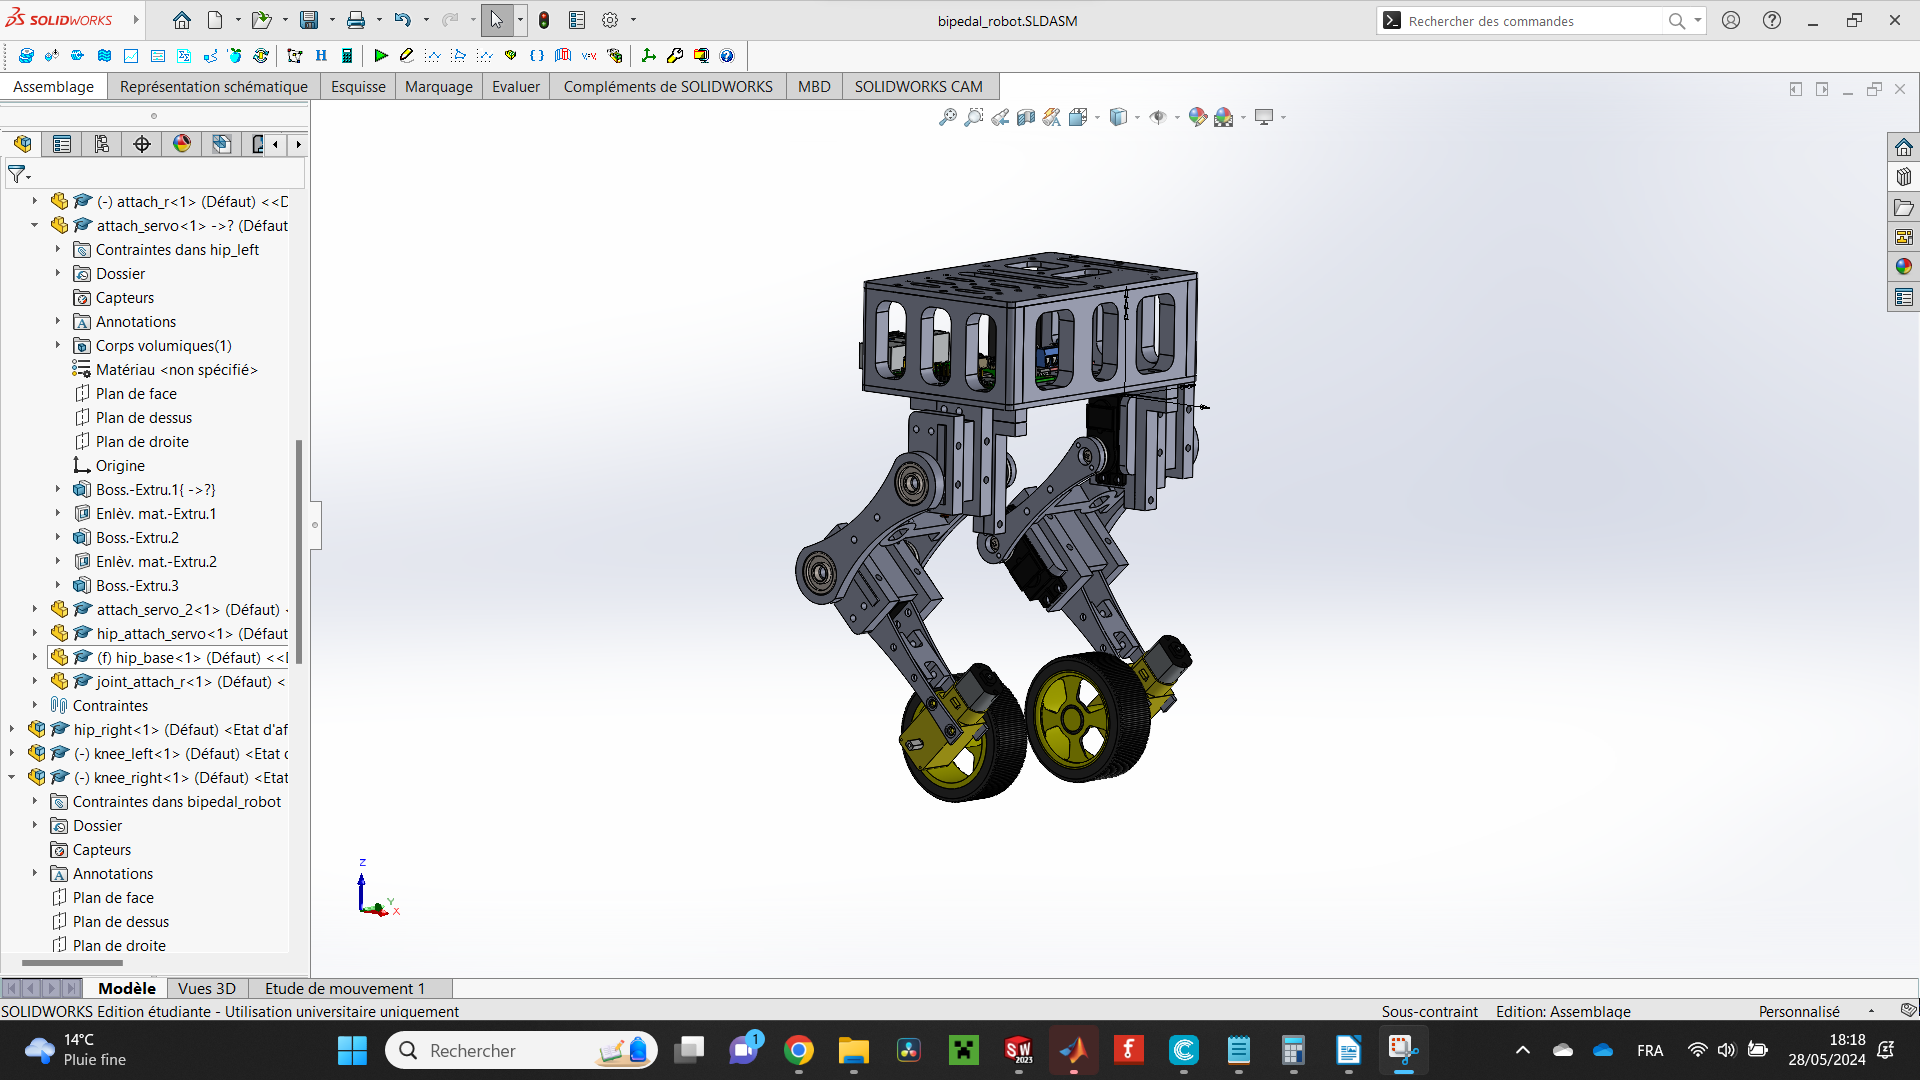 SOLIDWORKS
bipedal_robot.SLDASM
Rechercher des commandes
Assemblage
Représentation schématique
Esquisse
Marquage
Evaluer
Compléments de SOLIDWORKS
MBD
SOLIDWORKS CAM
(-) attach_r<1> (Défaut) <<D
attach_servo<1> ->? (Défaut
Contraintes dans hip_left
Dossier
Capteurs
Annotations
Corps volumiques(1)
Matériau <non spécifié>
Plan de face
Plan de dessus
Plan de droite
Origine
Boss.-Extru.1{ ->?}
Enlèv. mat.-Extru.1
Boss.-Extru.2
Enlèv. mat.-Extru.2
Boss.-Extru.3
attach_servo_2<1> (Défaut) <
hip_attach_servo<1> (Défaut
(f) hip_base<1> (Défaut) <<
joint_attach_r<1> (Défaut) <
Contraintes
hip_right<1> (Défaut) <Etat d'af
(-) knee_left<1> (Défaut) <Etat d
(-) knee_right<1> (Défaut) <Etat
Contraintes dans bipedal_robot
Dossier
Capteurs
Annotations
Plan de face
Plan de dessus
Plan de droite
Z
Y
X
Modèle
Vues 3D
Etude de mouvement 1
SOLIDWORKS Edition étudiante - Utilisation universitaire uniquement
Sous-contraint
Edition: Assemblage
Personnalisé
14°C
Pluie fine
Rechercher
1
SW
2023
FRA
18:18
28/05/2024